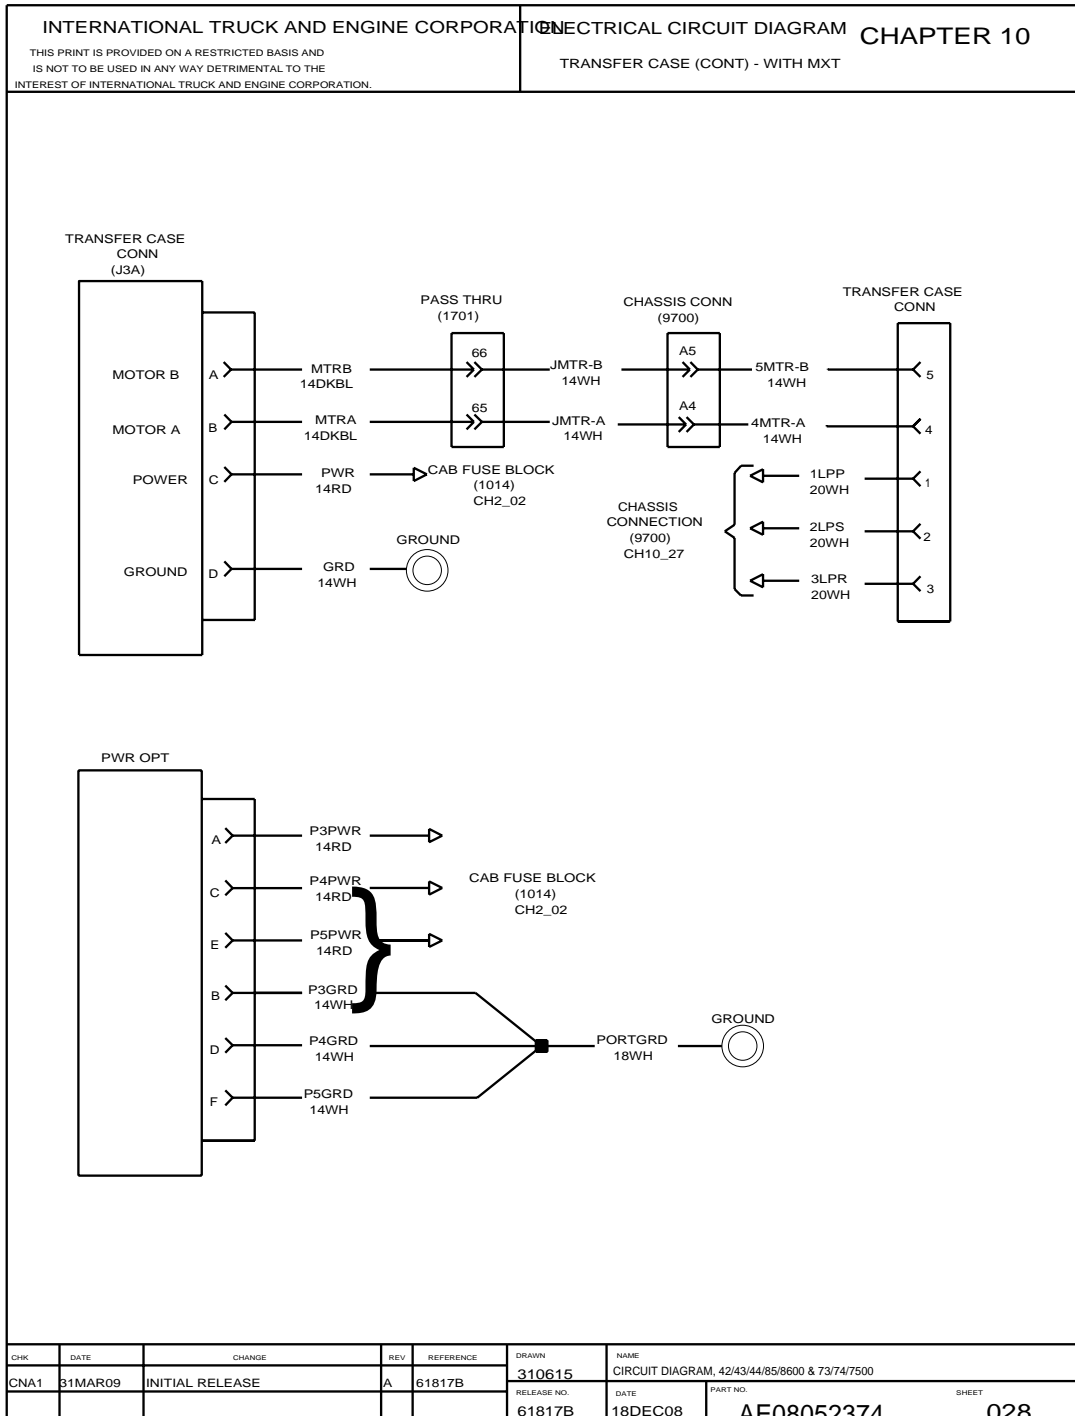 INTERNATIONAL TRUCK AND ENGINE CORPORATION
THIS PRINT IS PROVIDED ON A RESTRICTED BASIS AND
IS NOT TO BE USED IN ANY WAY DETRIMENTAL TO THE
INTEREST OF INTERNATIONAL TRUCK AND ENGINE CORPORATION.
ELECTRICAL CIRCUIT DIAGRAM
TRANSFER CASE (CONT) - WITH MXT
CHAPTER 10
TRANSFER CASE
CONN
(J3A)
MOTOR B
MOTOR A
POWER
GROUND
A
B
C
D
MTRB
14DKBL
MTRA
14DKBL
PWR
14RD
GRD
14WH
PASS THRU
(1701)
66
65
CAB FUSE BLOCK
(1014)
CH2_02
GROUND
JMTR-B
14WH
JMTR-A
14WH
CHASSIS CONN
(9700)
A5
A4
5MTR-B
14WH
4MTR-A
14WH
CHASSIS
CONNECTION
(9700)
CH10_27
1LPP
20WH
2LPS
20WH
3LPR
20WH
TRANSFER CASE
CONN
5
4
1
2
3
PWR OPT
A
C
E
B
D
F
P3PWR
14RD
P4PWR
14RD
P5PWR
14RD
P3GRD
14WH
P4GRD
14WH
P5GRD
14WH
CAB FUSE BLOCK
(1014)
CH2_02
PORTGRD
18WH
GROUND
CHK DATE CHANGE REV REFERENCE
CNA1 31MAR09 INITIAL RELEASE A 61817B
DRAWN
310615
NAME
CIRCUIT DIAGRAM, 42/43/44/85/8600 & 73/74/7500
RELEASE NO.
61817B
DATE
18DEC08
PART NO.
AE08052374
SHEET
028